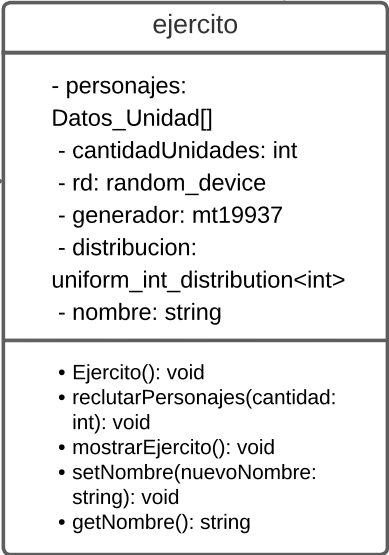 ejercito
- personajes:
Datos_Unidad[]
- cantidadUnidades: int
- rd: random_device
- generador: mt19937
- distribucion:
uniform_int_distribution<int>
- nombre: string
• Ejercito(): void
• reclutarPersonajes(cantidad:
int): void
• mostrarEjercito(): void
• setNombre(nuevoNombre:
string): void
• getNombre(): string